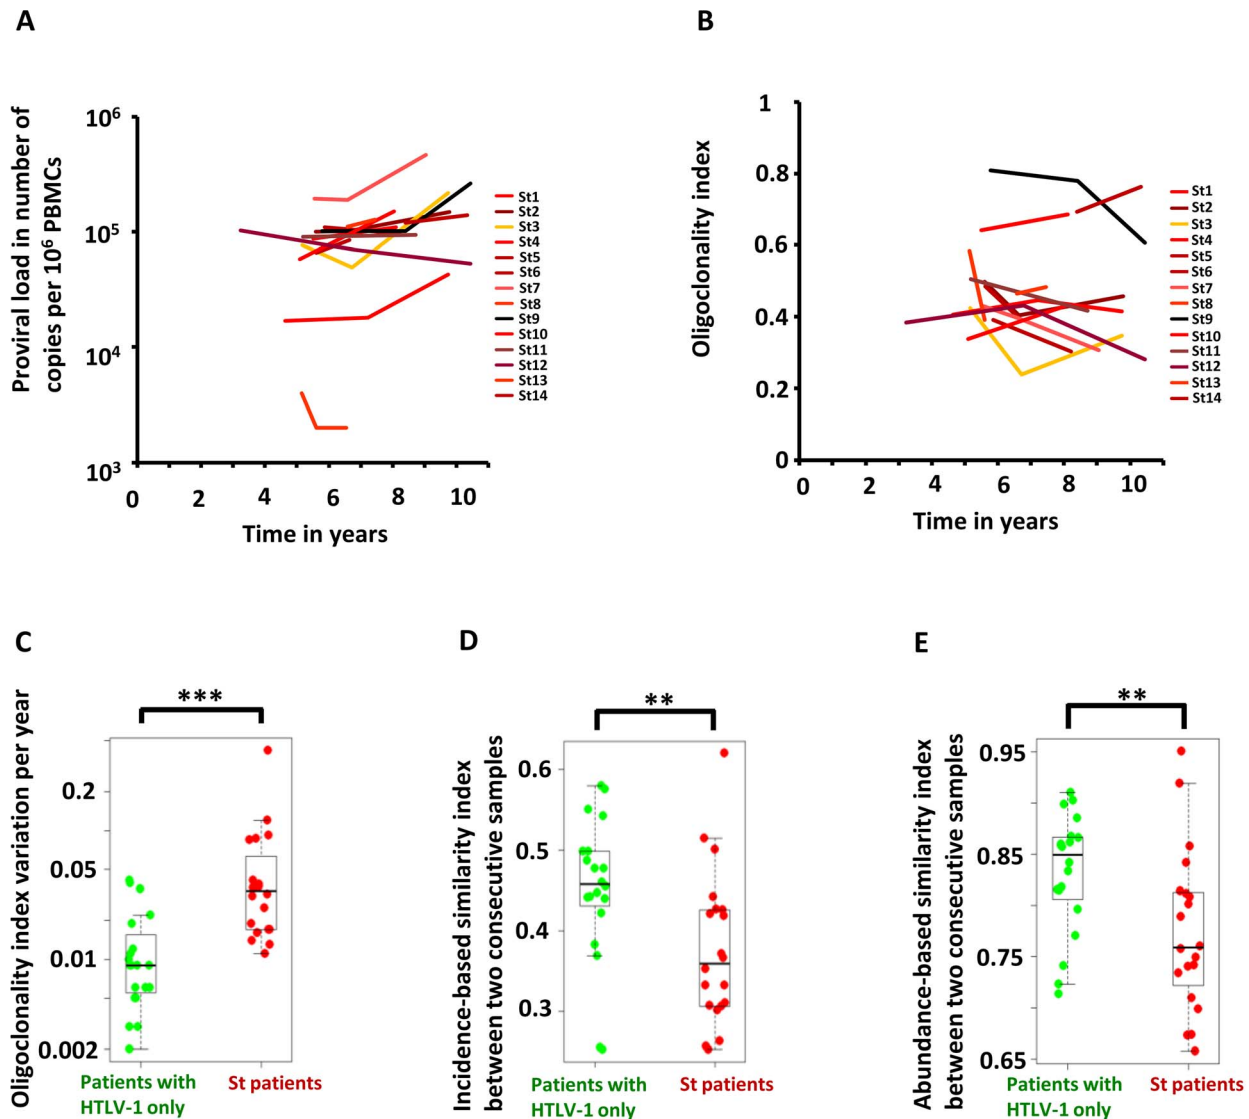 A
Proviral load in number of
copies per 10⁶ PBMCs
10⁶
10⁵
10⁴
10³
0 2 4 6 8 10
Time in years
St1
St2
St3
St4
St5
St6
St7
St8
St9
St10
St11
St12
St13
St14
B
Oligoclonality index
1
0.8
0.6
0.4
0.2
0
0 2 4 6 8 10
Time in years
St1
St2
St3
St4
St5
St6
St7
St8
St9
St10
St11
St12
St13
St14
C
Oligoclonality index variation per year
***
0.2
0.05
0.01
0.002
Patients with
HTLV-1 only
St patients
D
Incidence-based similarity index
between two consecutive samples
**
0.6
0.5
0.4
0.3
Patients with
HTLV-1 only
St patients
E
Abundance-based similarity index
between two consecutive samples
**
0.95
0.85
0.75
0.65
Patients with
HTLV-1 only
St patients